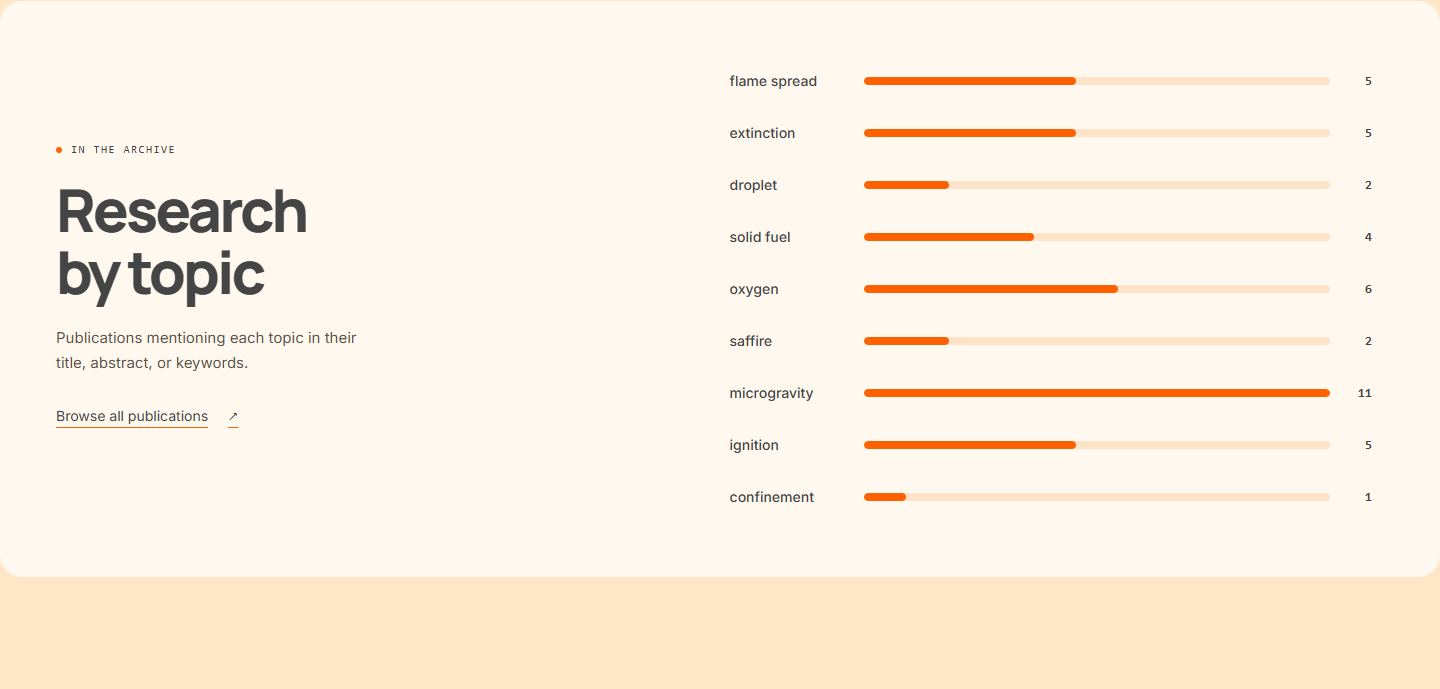 IN THE ARCHIVE
Research
by topic
Publications mentioning each topic in their
title, abstract, or keywords.
Browse all publications ↗
flame spread 5
extinction 5
droplet 2
solid fuel 4
oxygen 6
saffire 2
microgravity 11
ignition 5
confinement 1